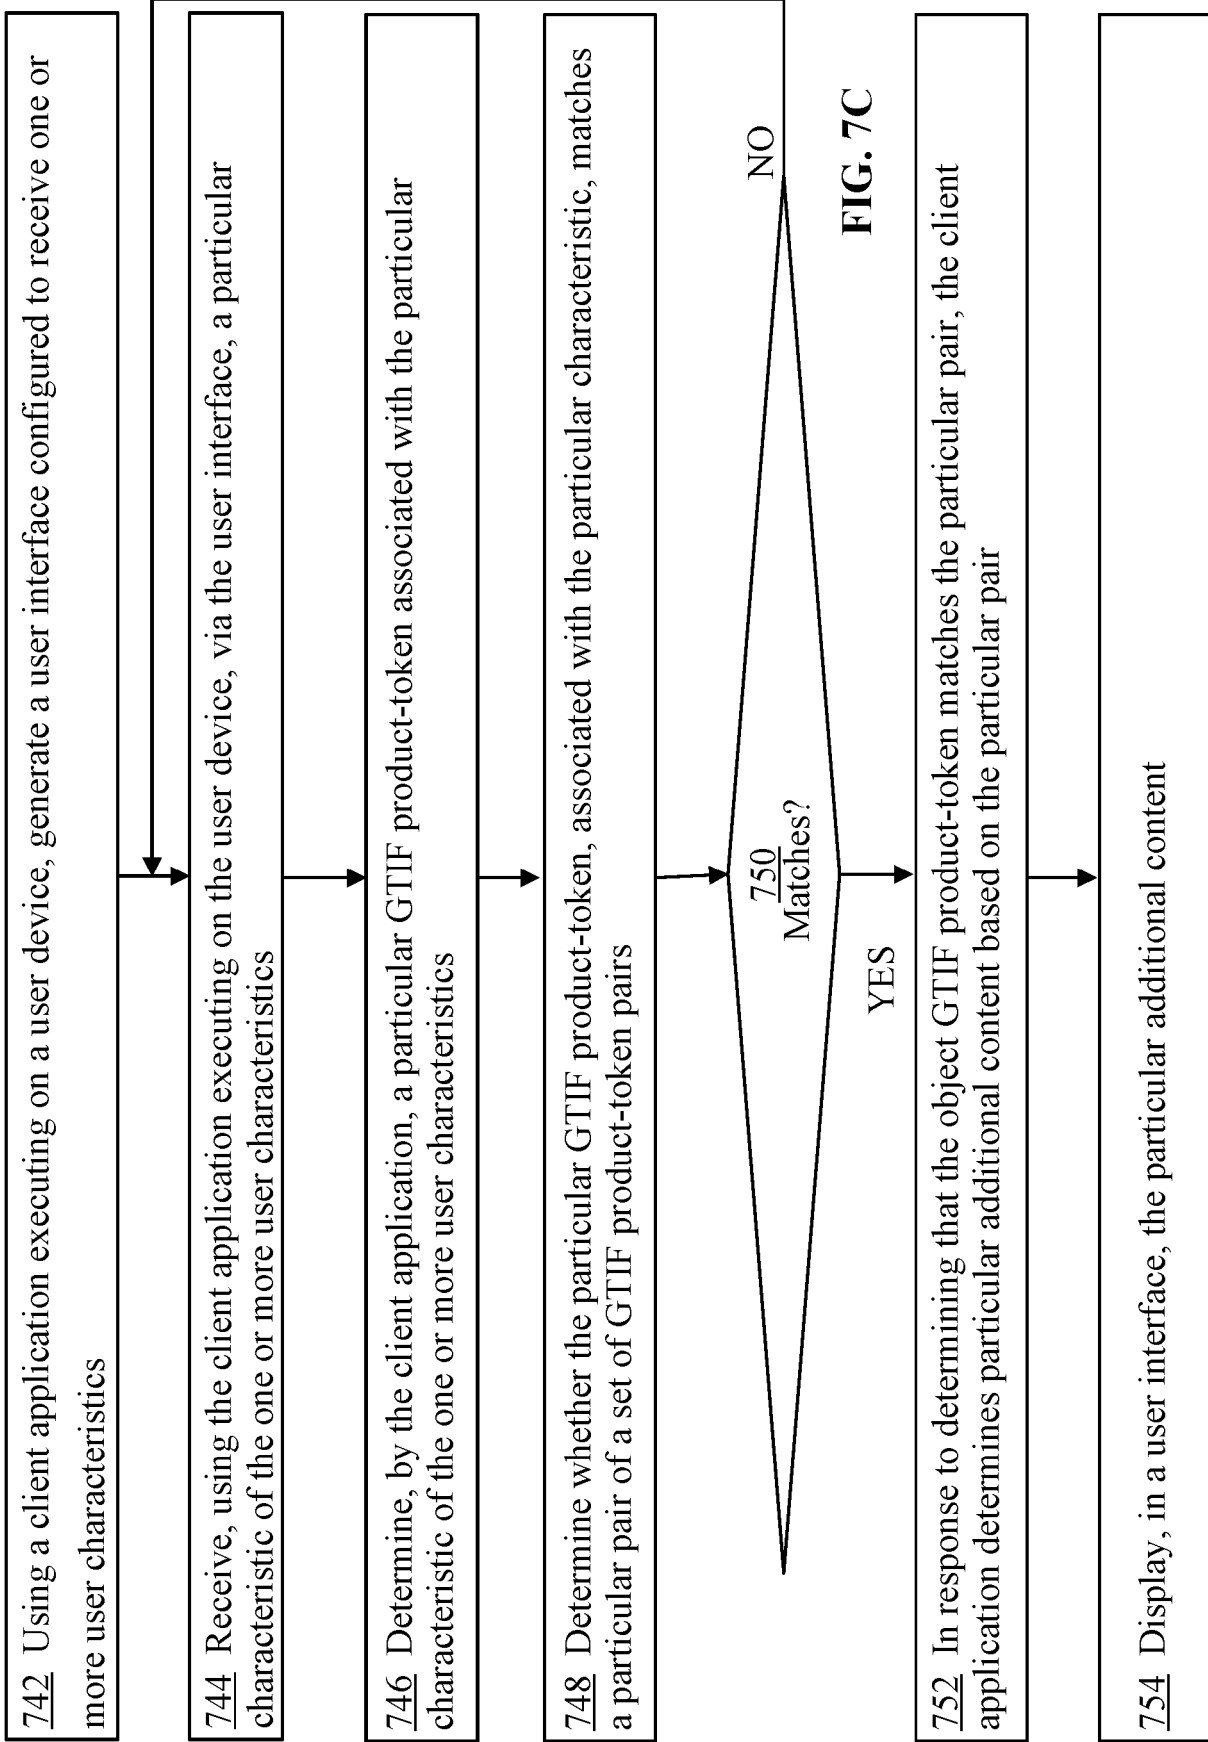 742 Using a client application executing on a user device, generate a user interface configured to receive one or
more user characteristics
744 Receive, using the client application executing on the user device, via the user interface, a particular
characteristic of the one or more user characteristics
746 Determine, by the client application, a particular GTIF product-token associated with the particular
characteristic of the one or more user characteristics
748 Determine whether the particular GTIF product-token, associated with the particular characteristic, matches
a particular pair of a set of GTIF product-token pairs
750
Matches?
NO
YES
FIG. 7C
752 In response to determining that the object GTIF product-token matches the particular pair, the client
application determines particular additional content based on the particular pair
754 Display, in a user interface, the particular additional content